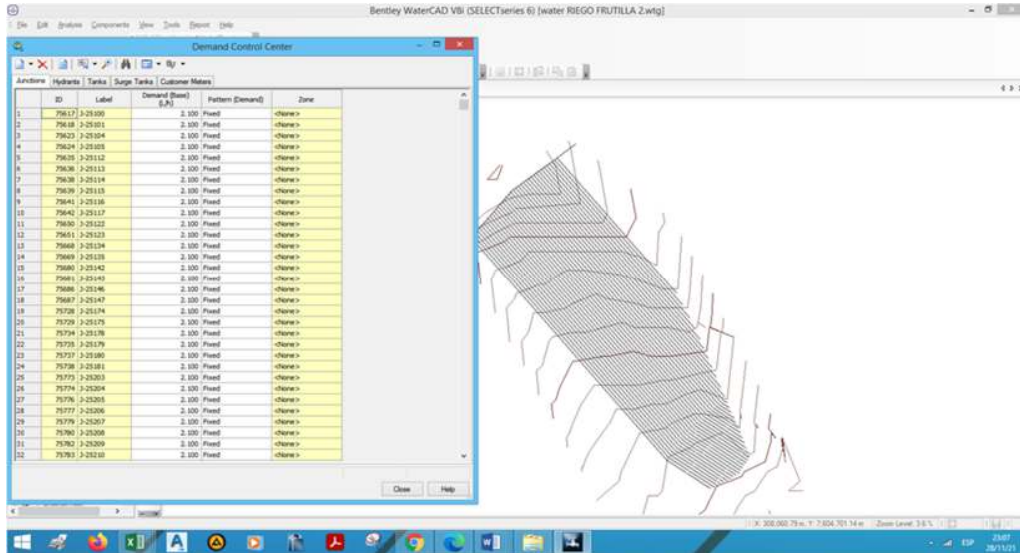 Bentley WaterCAD V8i (SELECTseries 6) [water RIEGO FRUTILLA 2.wtg]
File Edit Analysis Components View Tools Report Help
Demand Control Center
Junctions Hydrants Tanks Surge Tanks Customer Meters
ID Label Demand (Base) (L/h) Pattern (Demand) Zone
1 75617 J-25100 2.100 Fixed <None>
2 75618 J-25101 2.100 Fixed <None>
3 75623 J-25104 2.100 Fixed <None>
4 75624 J-25105 2.100 Fixed <None>
5 75635 J-25112 2.100 Fixed <None>
6 75636 J-25113 2.100 Fixed <None>
7 75638 J-25114 2.100 Fixed <None>
8 75639 J-25115 2.100 Fixed <None>
9 75641 J-25116 2.100 Fixed <None>
10 75642 J-25117 2.100 Fixed <None>
11 75650 J-25122 2.100 Fixed <None>
12 75651 J-25123 2.100 Fixed <None>
13 75668 J-25134 2.100 Fixed <None>
14 75669 J-25135 2.100 Fixed <None>
15 75680 J-25142 2.100 Fixed <None>
16 75681 J-25143 2.100 Fixed <None>
17 75686 J-25146 2.100 Fixed <None>
18 75687 J-25147 2.100 Fixed <None>
19 75728 J-25174 2.100 Fixed <None>
20 75729 J-25175 2.100 Fixed <None>
21 75734 J-25178 2.100 Fixed <None>
22 75735 J-25179 2.100 Fixed <None>
23 75737 J-25180 2.100 Fixed <None>
24 75738 J-25181 2.100 Fixed <None>
25 75773 J-25203 2.100 Fixed <None>
26 75774 J-25204 2.100 Fixed <None>
27 75776 J-25205 2.100 Fixed <None>
28 75777 J-25206 2.100 Fixed <None>
29 75779 J-25207 2.100 Fixed <None>
30 75780 J-25208 2.100 Fixed <None>
31 75782 J-25209 2.100 Fixed <None>
32 75783 J-25210 2.100 Fixed <None>
Close Help
Zoom Level: 3.6 %
ESP 23:07
28/11/21